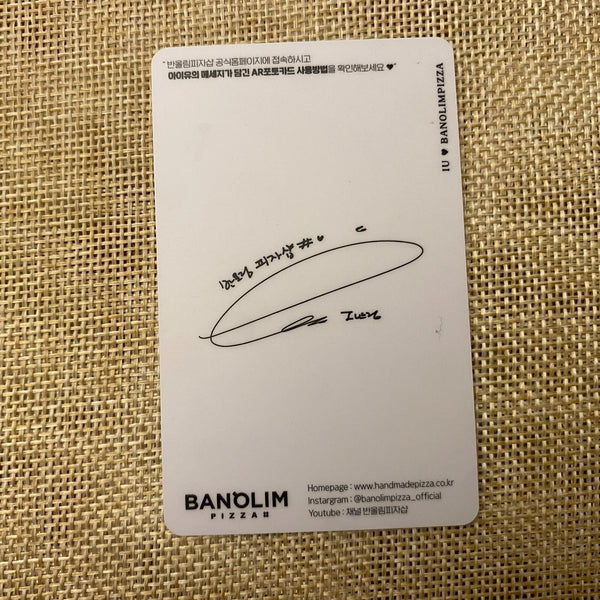 “ 반올림피자샵 공식홈페이지에 접속하시고
아이유의 메세지가 담긴 AR포토카드 사용방법을 확인해보세요 ♥”
IU ♥ BANOLIMPIZZA
반올림 피자샵 #
BANOLIM
PIZZA
Homepage : www.handmadepizza.co.kr
Instargram : @banolimpizza_official
Youtube : 채널 반올림피자샵